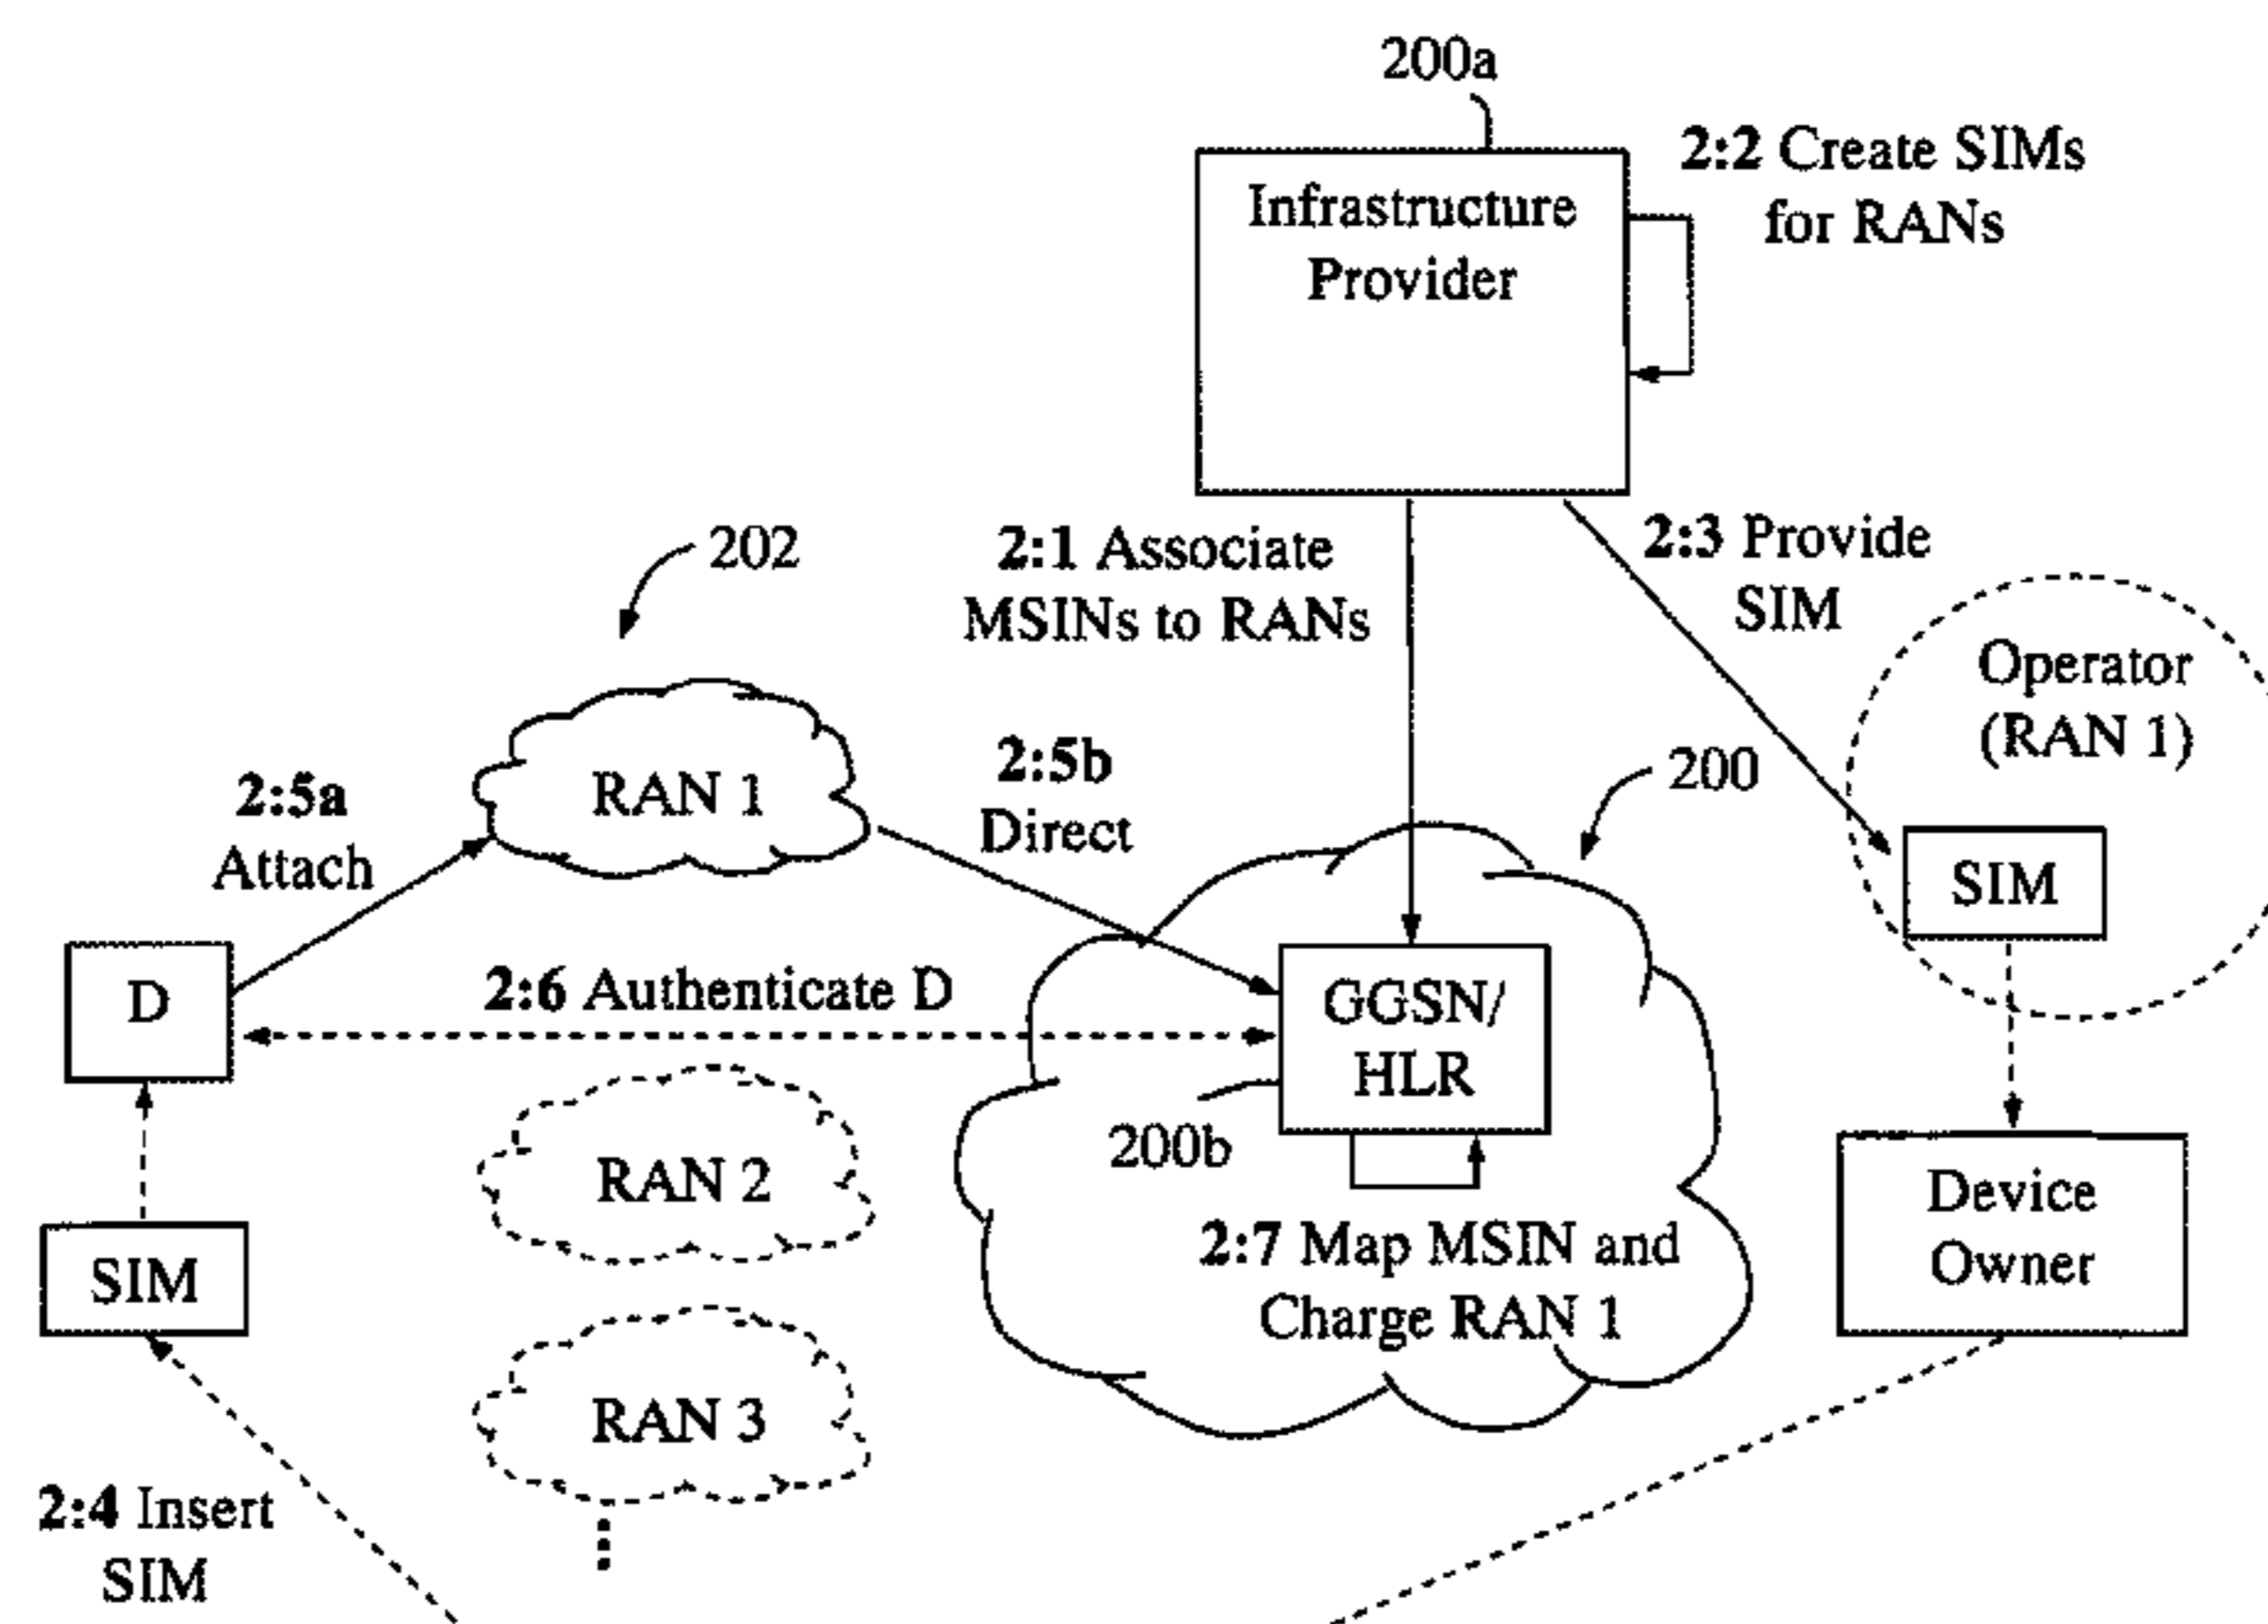 200a
2:2 Create SIMs
for RANs
Infrastructure
Provider
202
2:1 Associate
MSINs to RANs
2:3 Provide
SIM
Operator
(RAN 1)
RAN 1
2:5a
Attach
2:5b
Direct
200
SIM
D
2:6 Authenticate D
GGSN/
HLR
200b
RAN 2
2:7 Map MSIN and
Charge RAN 1
Device
Owner
SIM
RAN 3
2:4 Insert
SIM